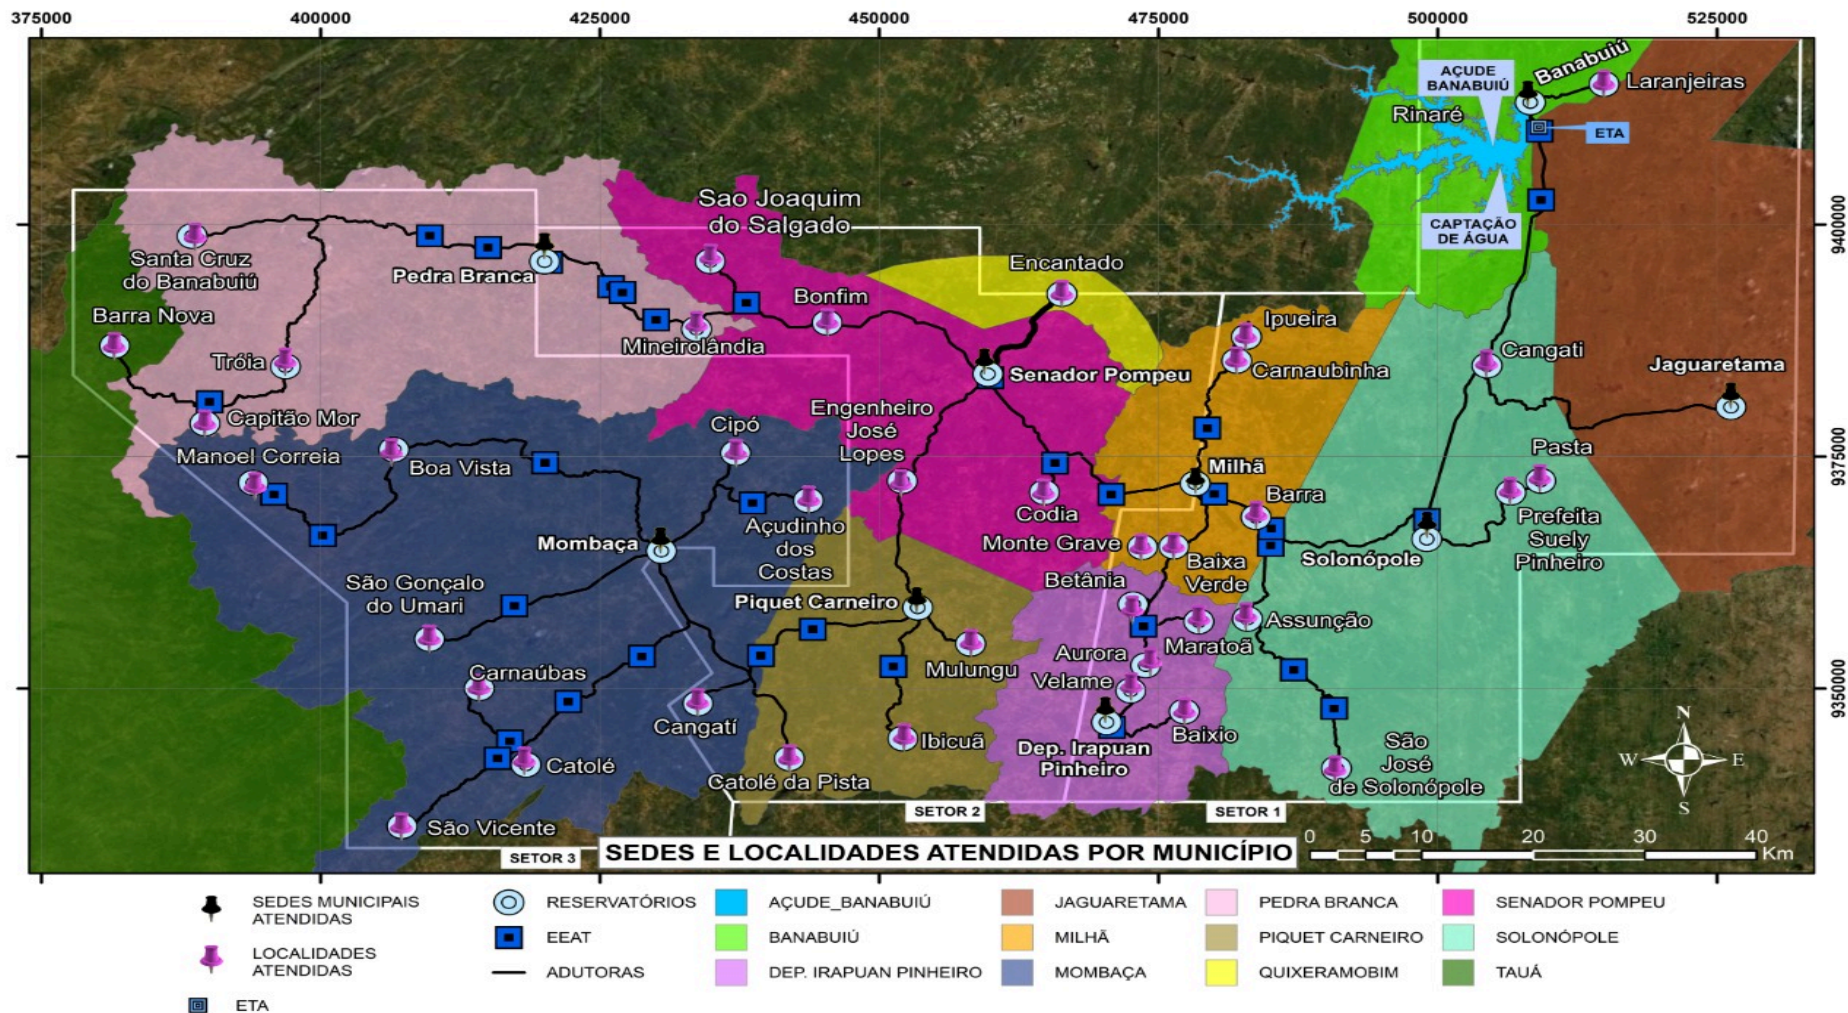 375000
400000
425000
450000
475000
500000
525000
Banabuiú
AÇUDE
BANABUIÚ
Laranjeiras
Rinaré
ETA
Sao Joaquim
do Salgado
CAPTAÇÃO
DE ÁGUA
9400000
Santa Cruz
do Banabuiú
Pedra Branca
Encantado
Bonfim
Barra Nova
Ipueira
Mineirolândia
Tróia
Cangati
Senador Pompeu
Carnaubinha
Jaguaretama
Capitão Mor
Engenheiro
José
Lopes
Cipó
Manoel Correia
Boa Vista
Pasta
9375000
Milhã
Barra
Codia
Açudinho
dos
Costas
Prefeita
Suely
Pinheiro
Mombaça
Monte Grave
Solonópole
Baixa
Verde
Betânia
São Gonçalo
do Umari
Piquet Carneiro
Assunção
Maratoã
Aurora
Mulungu
Carnaúbas
Velame
9350000
Cangatí
Ibicuã
Baixio
Dep. Irapuan
Pinheiro
São
José
de Solonópole
Catolé
Catolé da Pista
N
W
E
S
São Vicente
SETOR 2
SETOR 1
SETOR 3
SEDES E LOCALIDADES ATENDIDAS POR MUNICÍPIO
0 5 10 20 30 40
Km
375000
400000
425000
450000
475000
500000
525000
SEDES MUNICIPAIS
ATENDIDAS
LOCALIDADES
ATENDIDAS
ETA
RESERVATÓRIOS
EEAT
ADUTORAS
AÇUDE_BANABUIÚ
BANABUIÚ
DEP. IRAPUAN PINHEIRO
JAGUARETAMA
MILHÃ
MOMBAÇA
PEDRA BRANCA
PIQUET CARNEIRO
QUIXERAMOBIM
SENADOR POMPEU
SOLONÓPOLE
TAUÁ